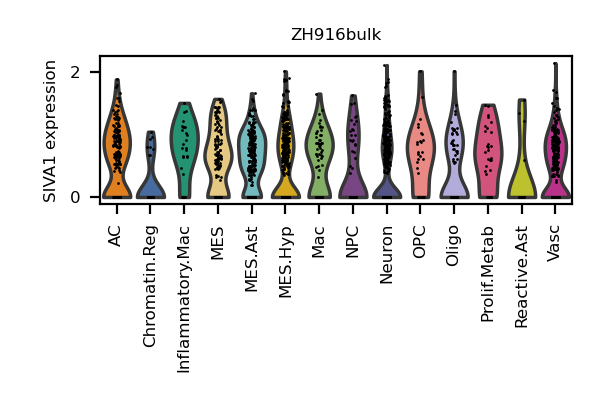 ZH916bulk
SIVA1 expression
2
0
AC
Chromatin.Reg
Inflammatory.Mac
MES
MES.Ast
MES.Hyp
Mac
NPC
Neuron
OPC
Oligo
Prolif.Metab
Reactive.Ast
Vasc